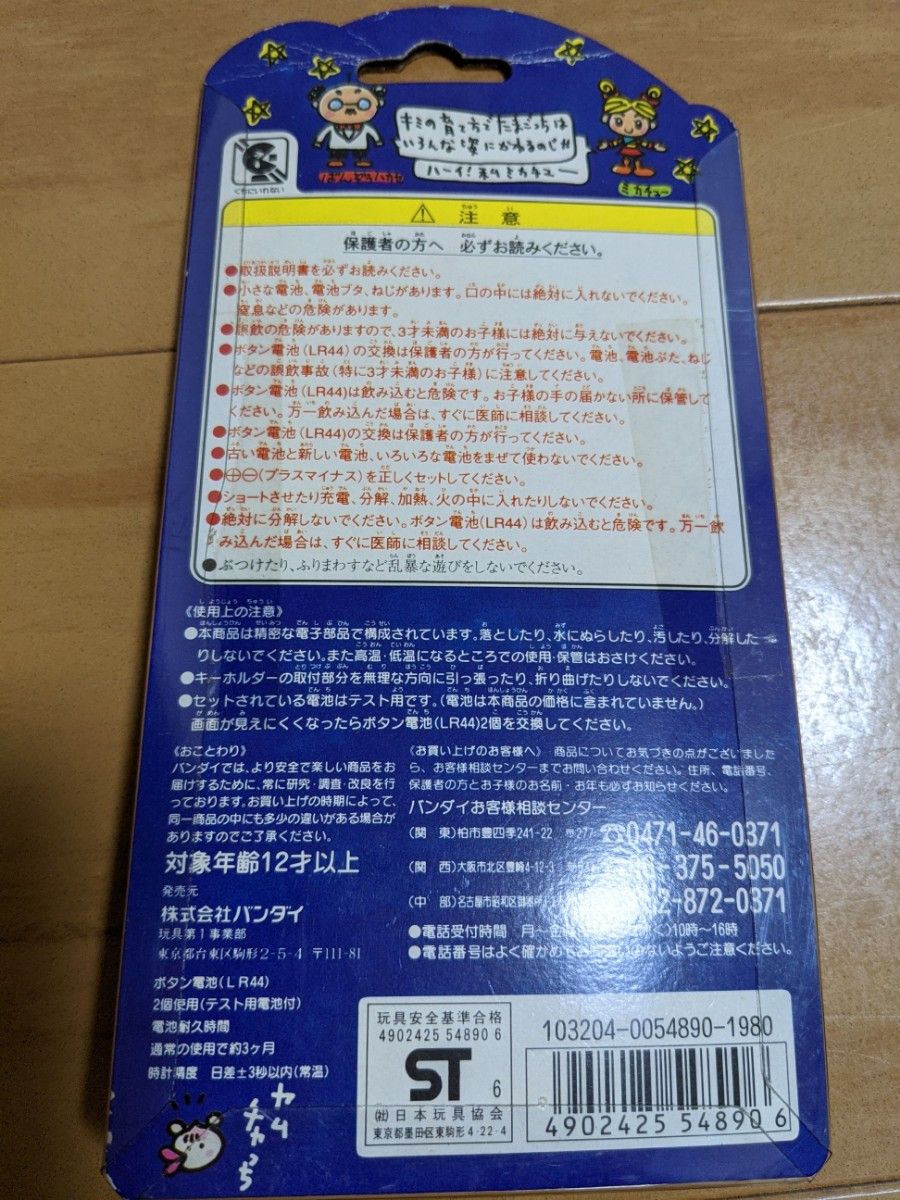 キミの育て方でたまごっちは
いろんな姿にかわるのじゃ!!
ハーイ!私ミカチュー
ばんぞうハカセ
ミカチュー
くちにいれない
⚠ 注意
保護者の方へ 必ずお読みください。
●取扱説明書を必ずお読みください。
●小さな電池、電池ブタ、ねじがあります。口の中には絶対に入れないでください。
窒息などの危険があります。
●誤飲の危険がありますので、3才未満のお子様には絶対に与えないでください。
●ボタン電池(LR44)の交換は保護者の方が行ってください。電池、電池ぶた、ねじ
などの誤飲事故(特に3才未満のお子様)に注意してください。
●ボタン電池(LR44)は飲み込むと危険です。お子様の手の届かない所に保管して
ください。万一飲み込んだ場合は、すぐに医師に相談してください。
●ボタン電池(LR44)の交換は保護者の方が行ってください。
●古い電池と新しい電池、いろいろな電池をまぜて使わないでください。
●⊕⊖(プラスマイナス)を正しくセットしてください。
●ショートさせたり充電、分解、加熱、火の中に入れたりしないでください。
●絶対に分解しないでください。ボタン電池(LR44)は飲み込むと危険です。万一飲
み込んだ場合は、すぐに医師に相談してください。
●ぶつけたり、ふりまわすなど乱暴な遊びをしないでください。
《使用上の注意》
●本商品は精密な電子部品で構成されています。落としたり、水にぬらしたり、汚したり、分解した
りしないでください。また高温・低温になるところでの使用・保管はおさけください。
●キーホルダーの取付部分を無理な方向に引っ張ったり、折り曲げたりしないでください。
●セットされている電池はテスト用です。(電池は本商品の価格に含まれていません。)
画面が見えにくくなったらボタン電池(LR44)2個を交換してください。
《おことわり》
バンダイでは、より安全で楽しい商品をお
届けするために、常に研究・調査・改良を行
っております。お買い上げの時期によって、
同一商品の中にも多少の違いがある場合が
ありますのでご了承ください。
対象年齢12才以上
発売元
株式会社バンダイ
玩具第1事業部
東京都台東区駒形2-5-4 〒111-81
〈お買い上げのお客様へ〉 商品についてお気づきの点がございました
ら、お客様相談センターまでお問い合わせください。住所、電話番号、
保護者の方とお子様のお名前・お年も必ずお知らせください。
バンダイお客様相談センター
(関 東)柏市豊四季241-22 〒277 ☎0471-46-0371
(関 西)大阪市北区豊崎4-12-3 375-5050
(中 部)名古屋市昭和区 2-872-0371
●電話受付時間 月〜 10時〜16時
●電話番号はよく確かめて ないようご注意ください。
ボタン電池(LR44)
2個使用(テスト用電池付)
電池耐久時間
通常の使用で約3ヶ月
時計精度 日差±3秒以内(常温)
ヤム
チャっち
玩具安全基準合格
4902425 54890 6
ST 6
(社)日本玩具協会
東京都墨田区東駒形4-22-4
103204-0054890-1980
4902425 54890 6